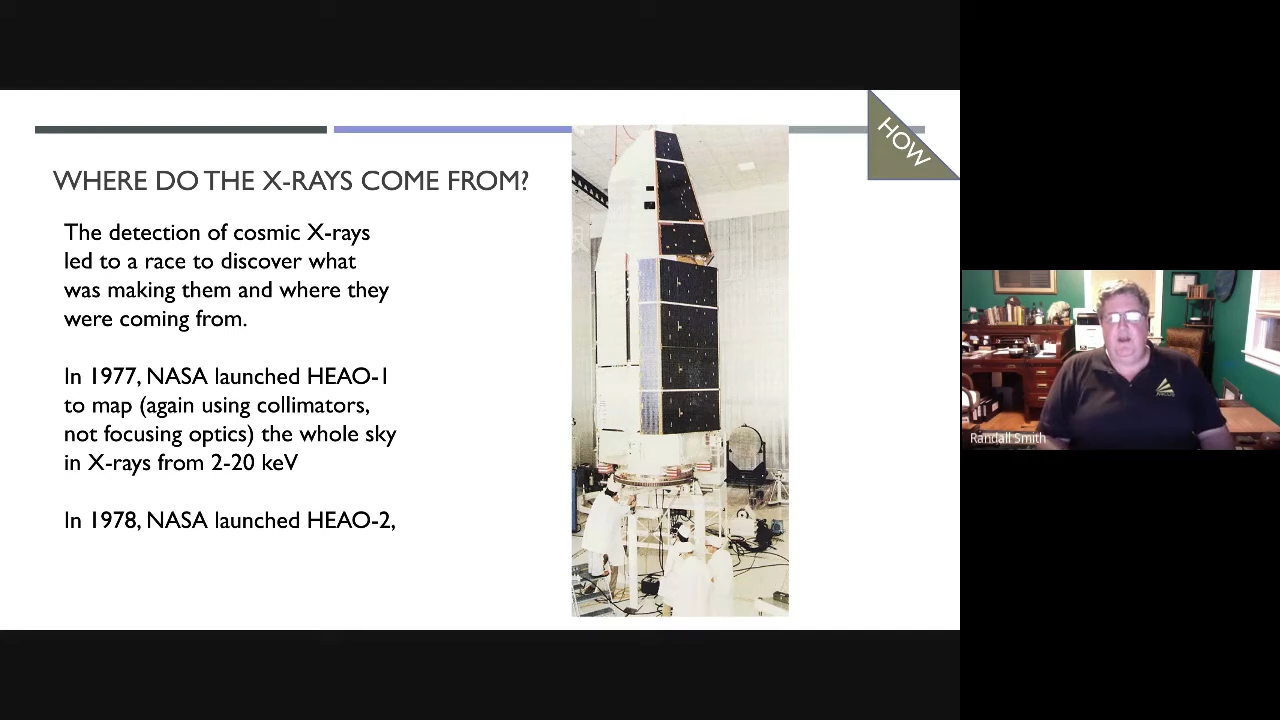 HOW
WHERE DO THE X-RAYS COME FROM?
The detection of cosmic X-rays
led to a race to discover what
was making them and where they
were coming from.
In 1977, NASA launched HEAO-1
to map (again using collimators,
not focusing optics) the whole sky
in X-rays from 2-20 keV
In 1978, NASA launched HEAO-2,
Randall Smith